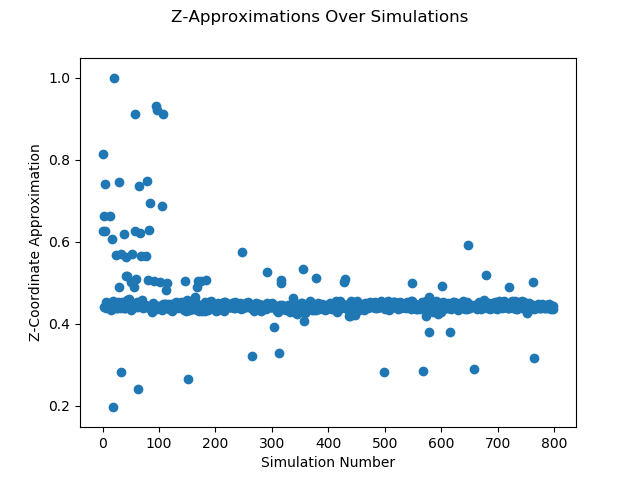 Z-Approximations Over Simulations
1.0
0.8
0.6
0.4
0.2
Z-Coordinate Approximation
0 100 200 300 400 500 600 700 800
Simulation Number